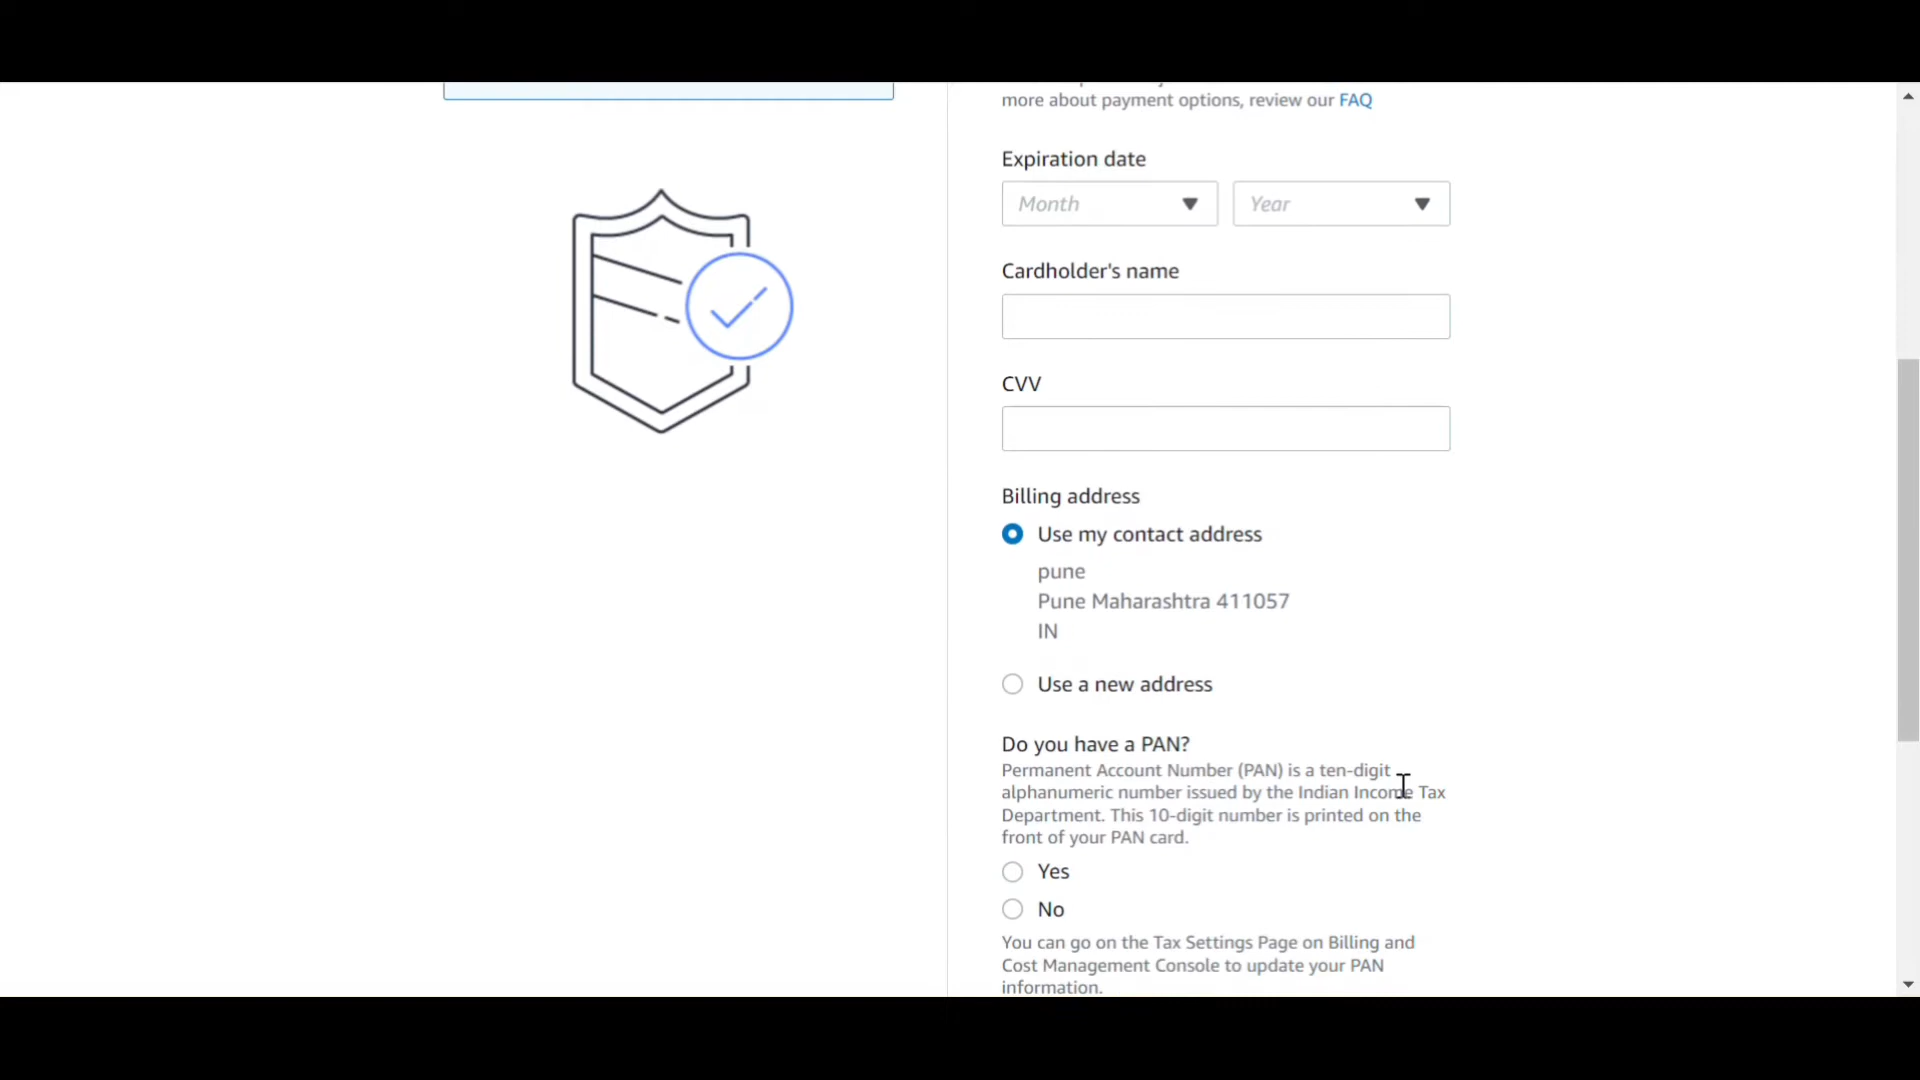 more about payment options, review our FAQ
Expiration date
Month
Year
Cardholder's name
CVV
Billing address
Use my contact address
pune
Pune Maharashtra 411057
IN
Use a new address
Do you have a PAN?
Permanent Account Number (PAN) is a ten-digit
alphanumeric number issued by the Indian Income Tax
Department. This 10-digit number is printed on the
front of your PAN card.
Yes
No
You can go on the Tax Settings Page on Billing and
Cost Management Console to update your PAN
information.